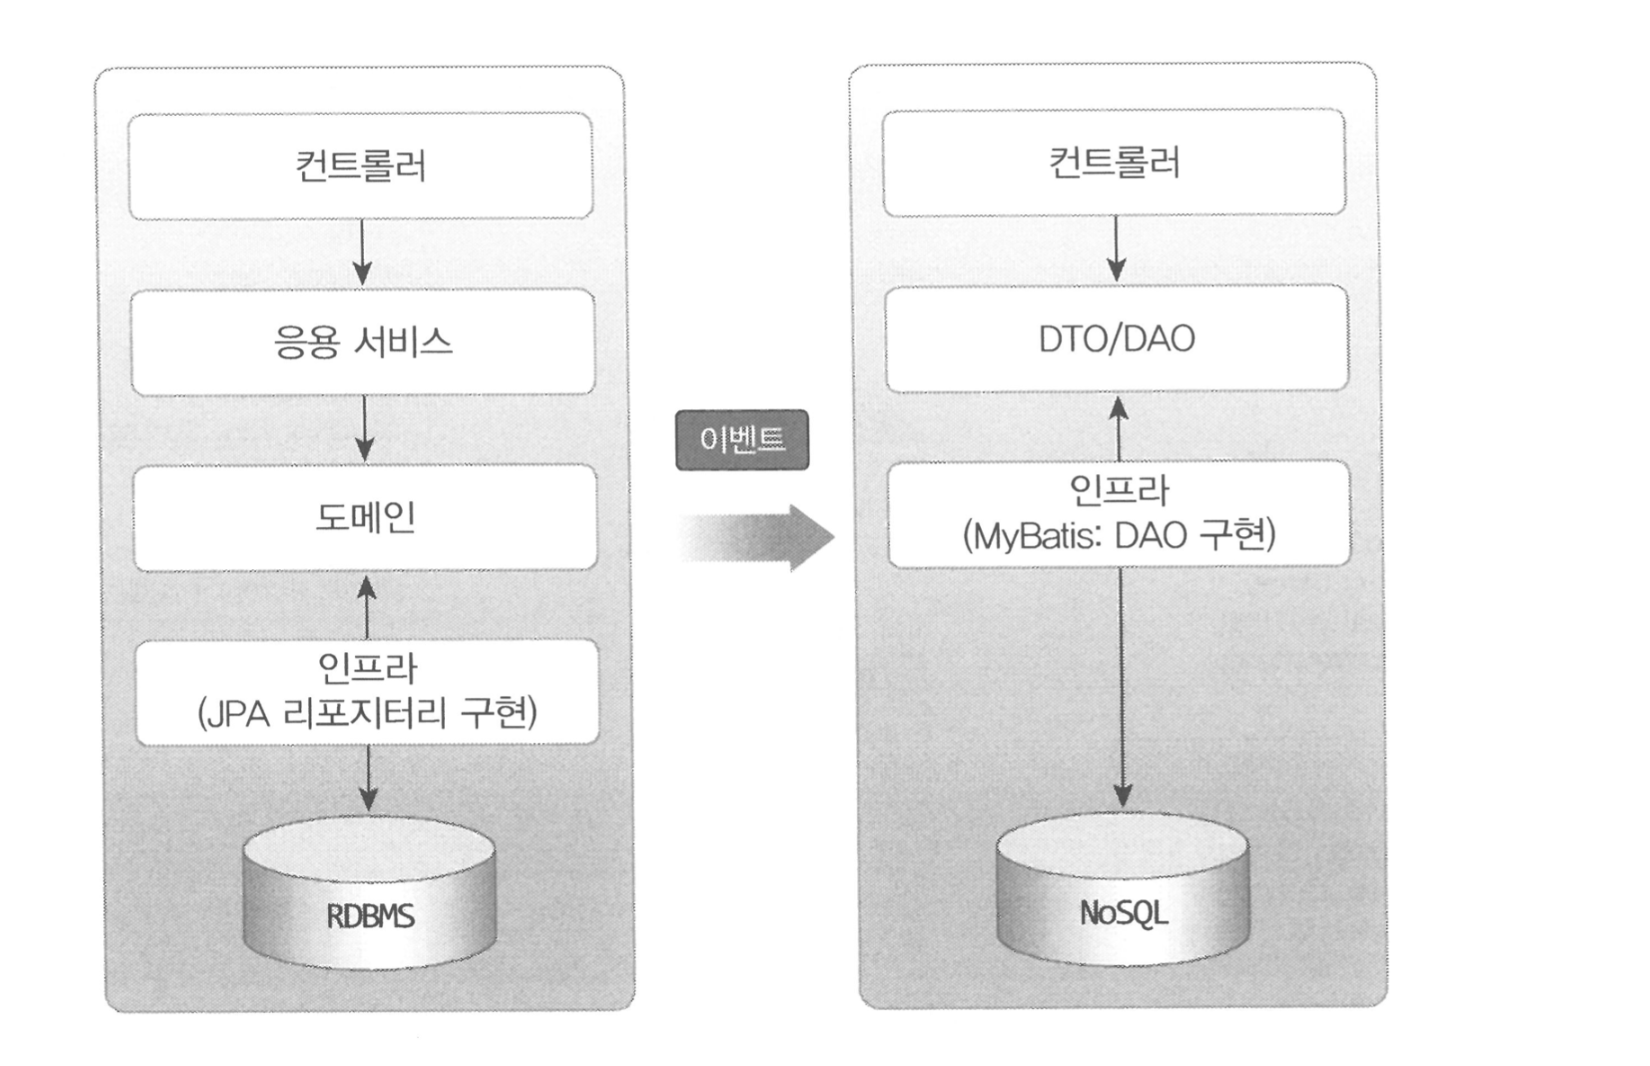 컨트롤러
응용 서비스
도메인
인프라
(JPA 리포지터리 구현)
RDBMS
이벤트
컨트롤러
DTO/DAO
인프라
(MyBatis: DAO 구현)
NoSQL